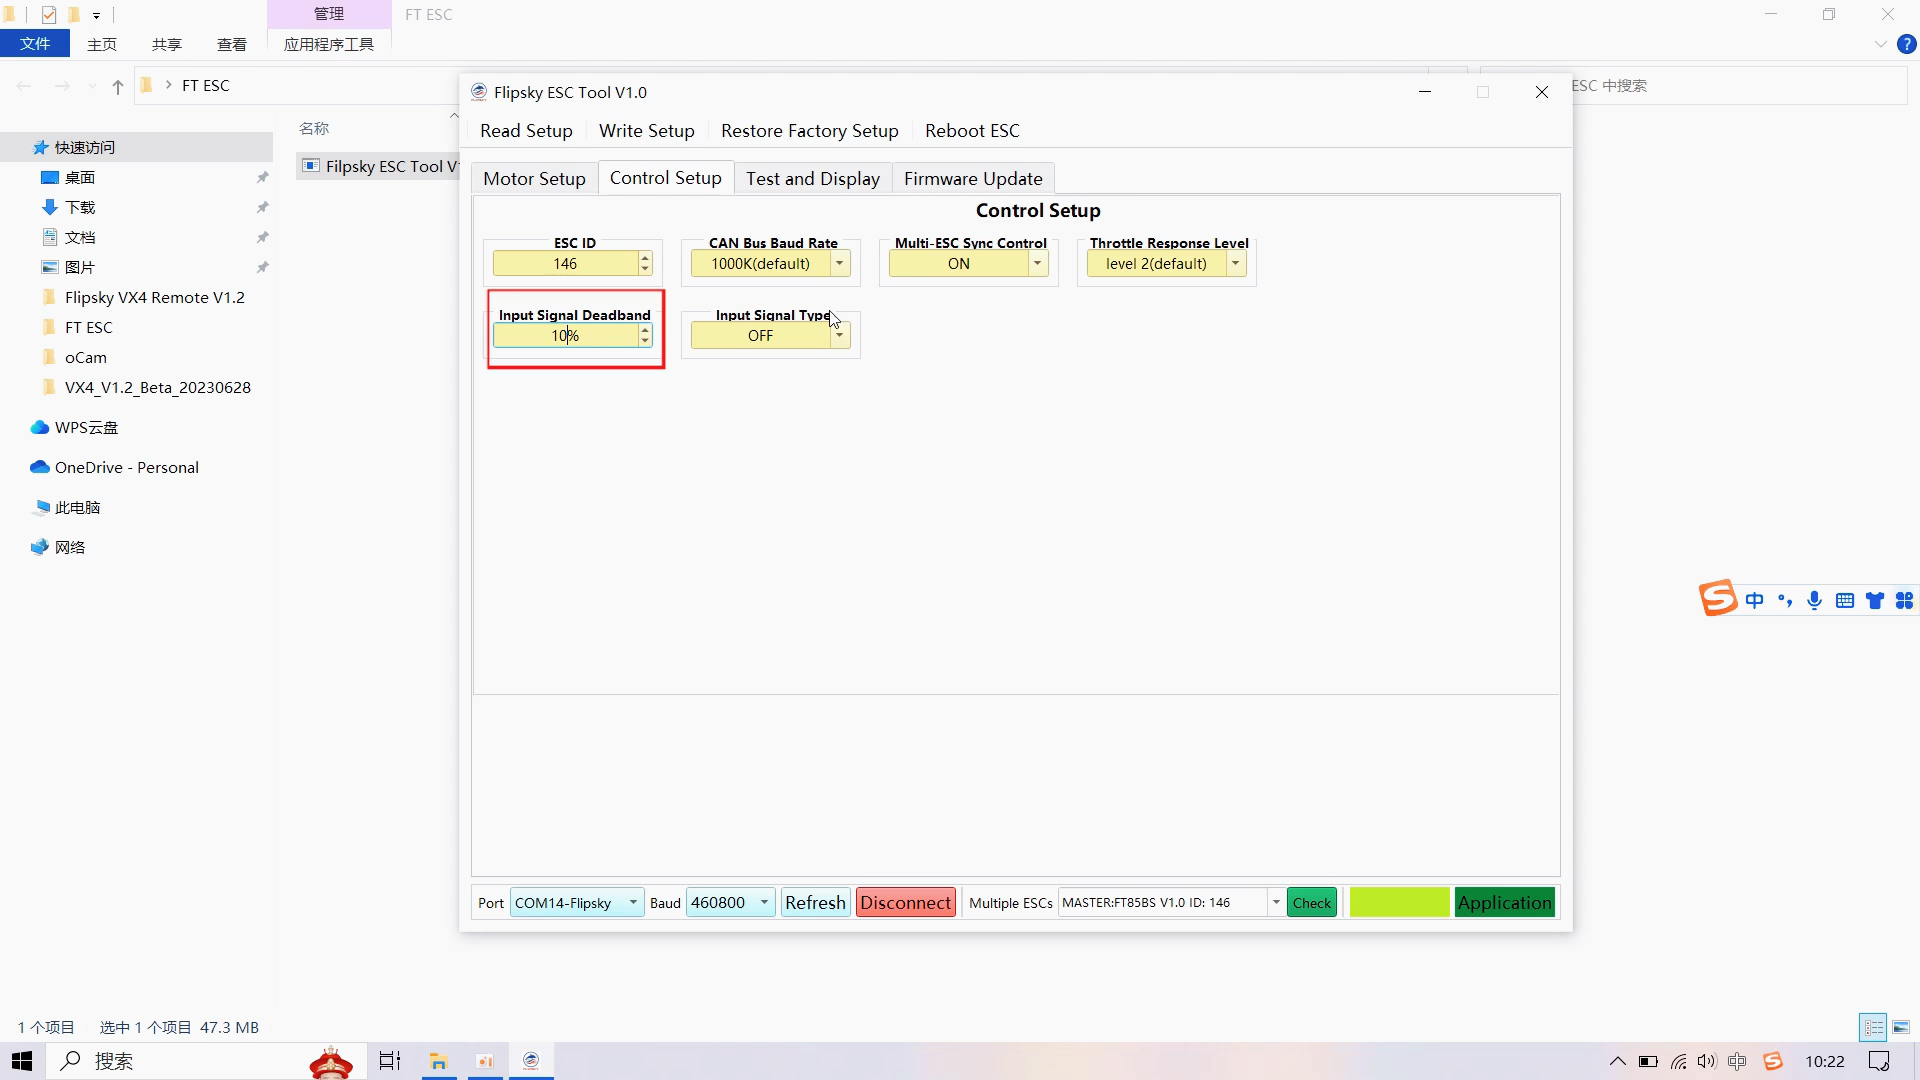 管理
FT ESC
文件
主页
共享
查看
应用程序工具
FT ESC
ESC 中搜索
名称
快速访问
Filpsky ESC Tool V1
桌面
下载
文档
图片
Flipsky VX4 Remote V1.2
FT ESC
oCam
VX4_V1.2_Beta_20230628
WPS云盘
OneDrive - Personal
此电脑
网络
Flipsky ESC Tool V1.0
Read Setup
Write Setup
Restore Factory Setup
Reboot ESC
Motor Setup
Control Setup
Test and Display
Firmware Update
Control Setup
ESC ID
CAN Bus Baud Rate
Multi-ESC Sync Control
Throttle Response Level
146
1000K(default)
ON
level 2(default)
Input Signal Deadband
Input Signal Type
10%
OFF
Port
COM14-Flipsky
Baud
460800
Refresh
Disconnect
Multiple ESCs
MASTER:FT85BS V1.0 ID: 146
Check
Application
中
1 个项目
选中 1 个项目 47.3 MB
搜索
中
10:22